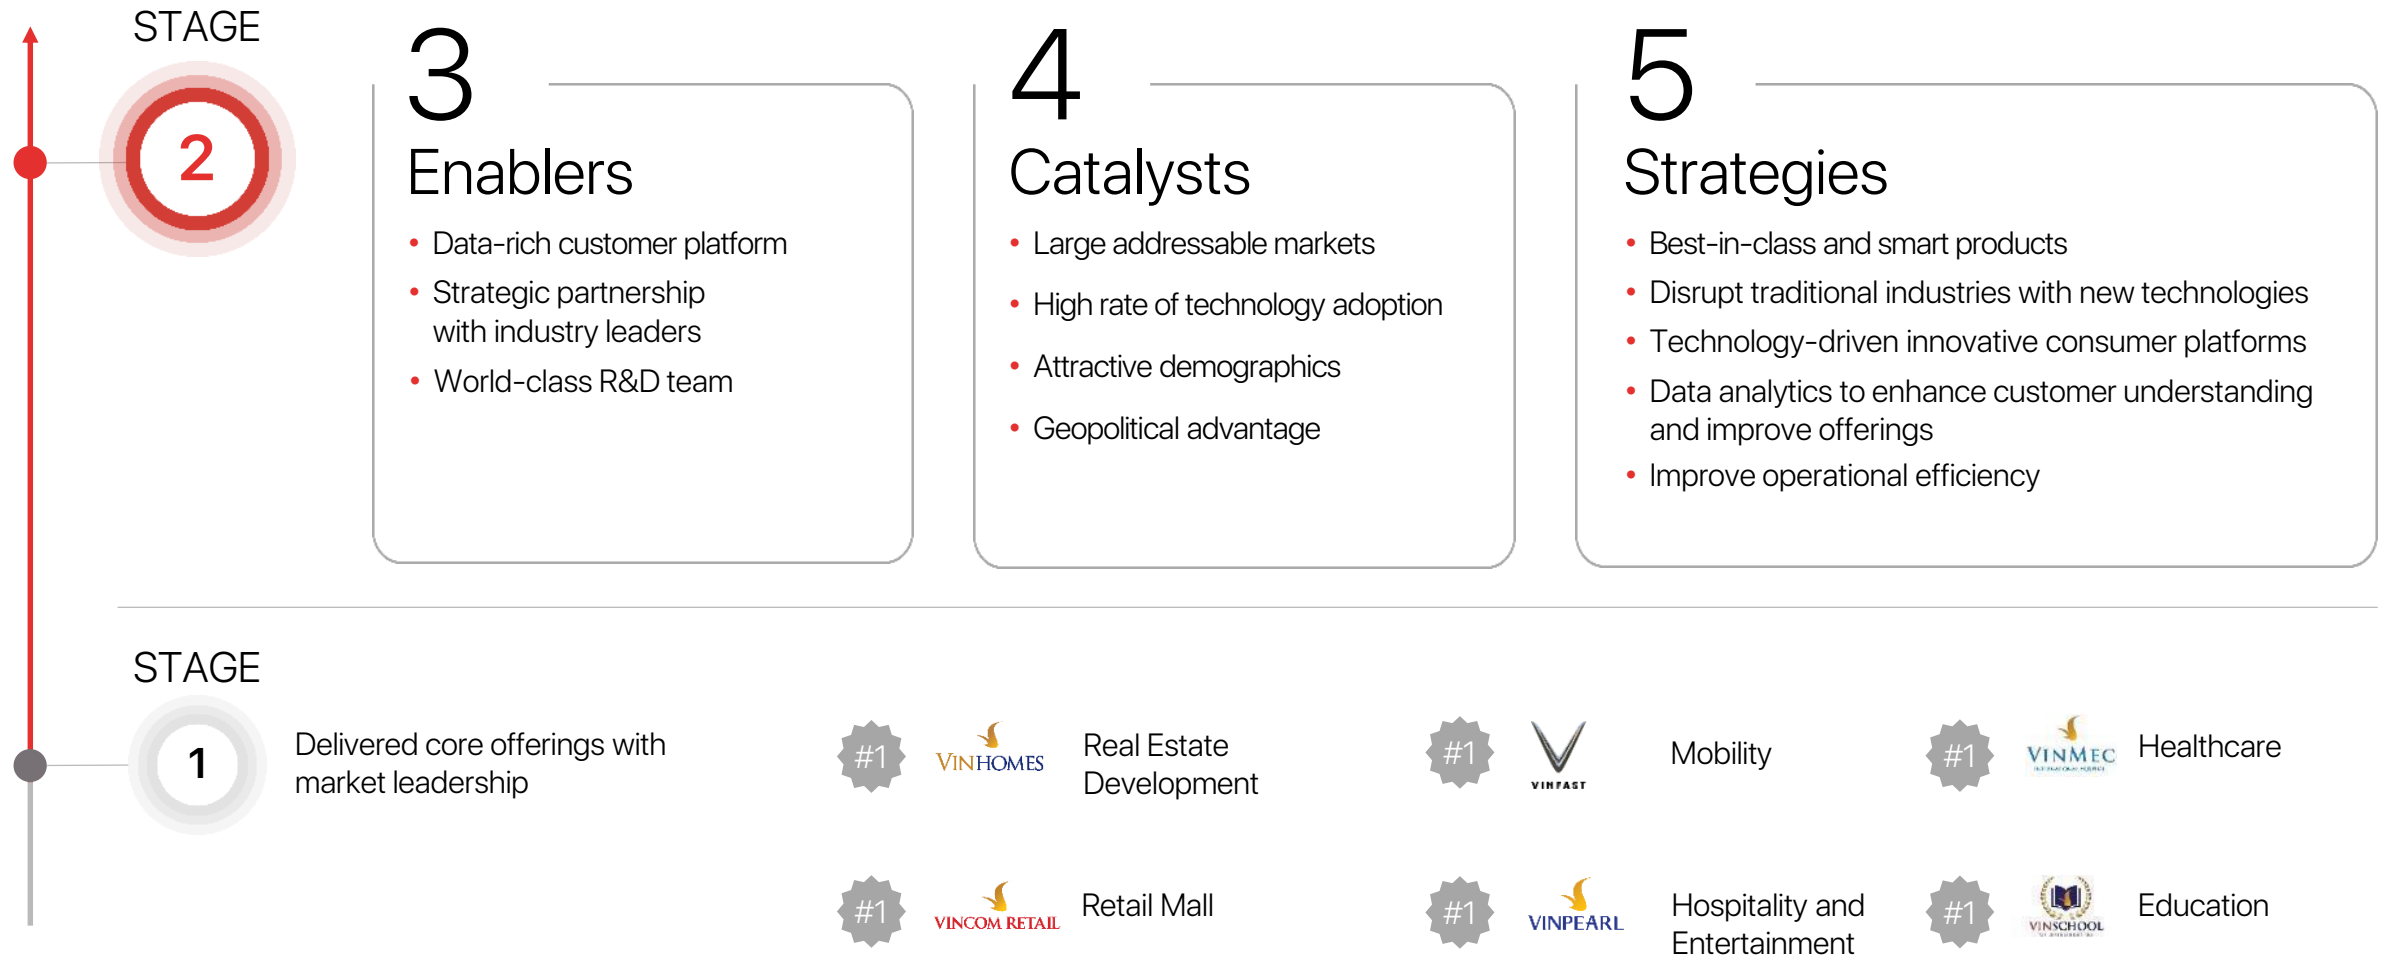 STAGE
2
3
Enablers
• Data-rich customer platform
• Strategic partnership
with industry leaders
• World-class R&D team
4
Catalysts
• Large addressable markets
• High rate of technology adoption
• Attractive demographics
• Geopolitical advantage
5
Strategies
• Best-in-class and smart products
• Disrupt traditional industries with new technologies
• Technology-driven innovative consumer platforms
• Data analytics to enhance customer understanding
and improve offerings
• Improve operational efficiency
STAGE
1
Delivered core offerings with
market leadership
#1
VINHOMES
Real Estate
Development
#1
VINFAST
Mobility
#1
VINMEC
INTERNATIONAL HOSPITAL
Healthcare
#1
VINCOM RETAIL
Retail Mall
#1
VINPEARL
Hospitality and
Entertainment
#1
VINSCHOOL
Education